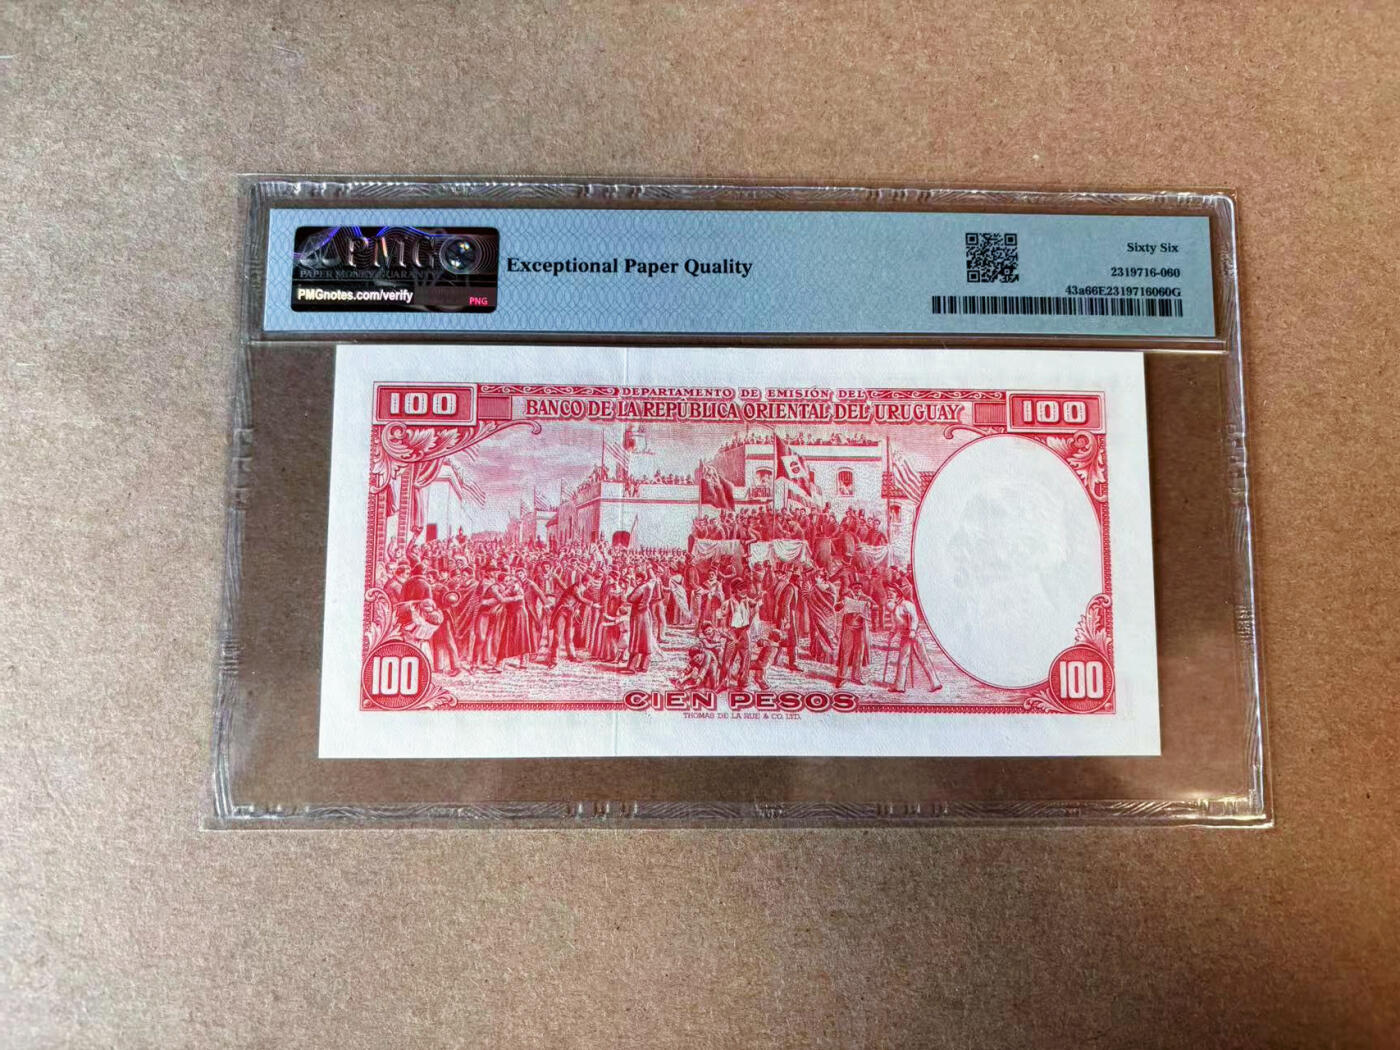 PMG
PAPER MONEY GUARANTY
PMGnotes.com/verify
PNG
Exceptional Paper Quality
Sixty Six
2319716-060
43a66E2319716060G
100
DEPARTAMENTO DE EMISIÓN DEL
BANCO DE LA REPÚBLICA ORIENTAL DEL URUGUAY
100
100
CIEN PESOS
100
THOMAS DE LA RUE & CO. LTD.